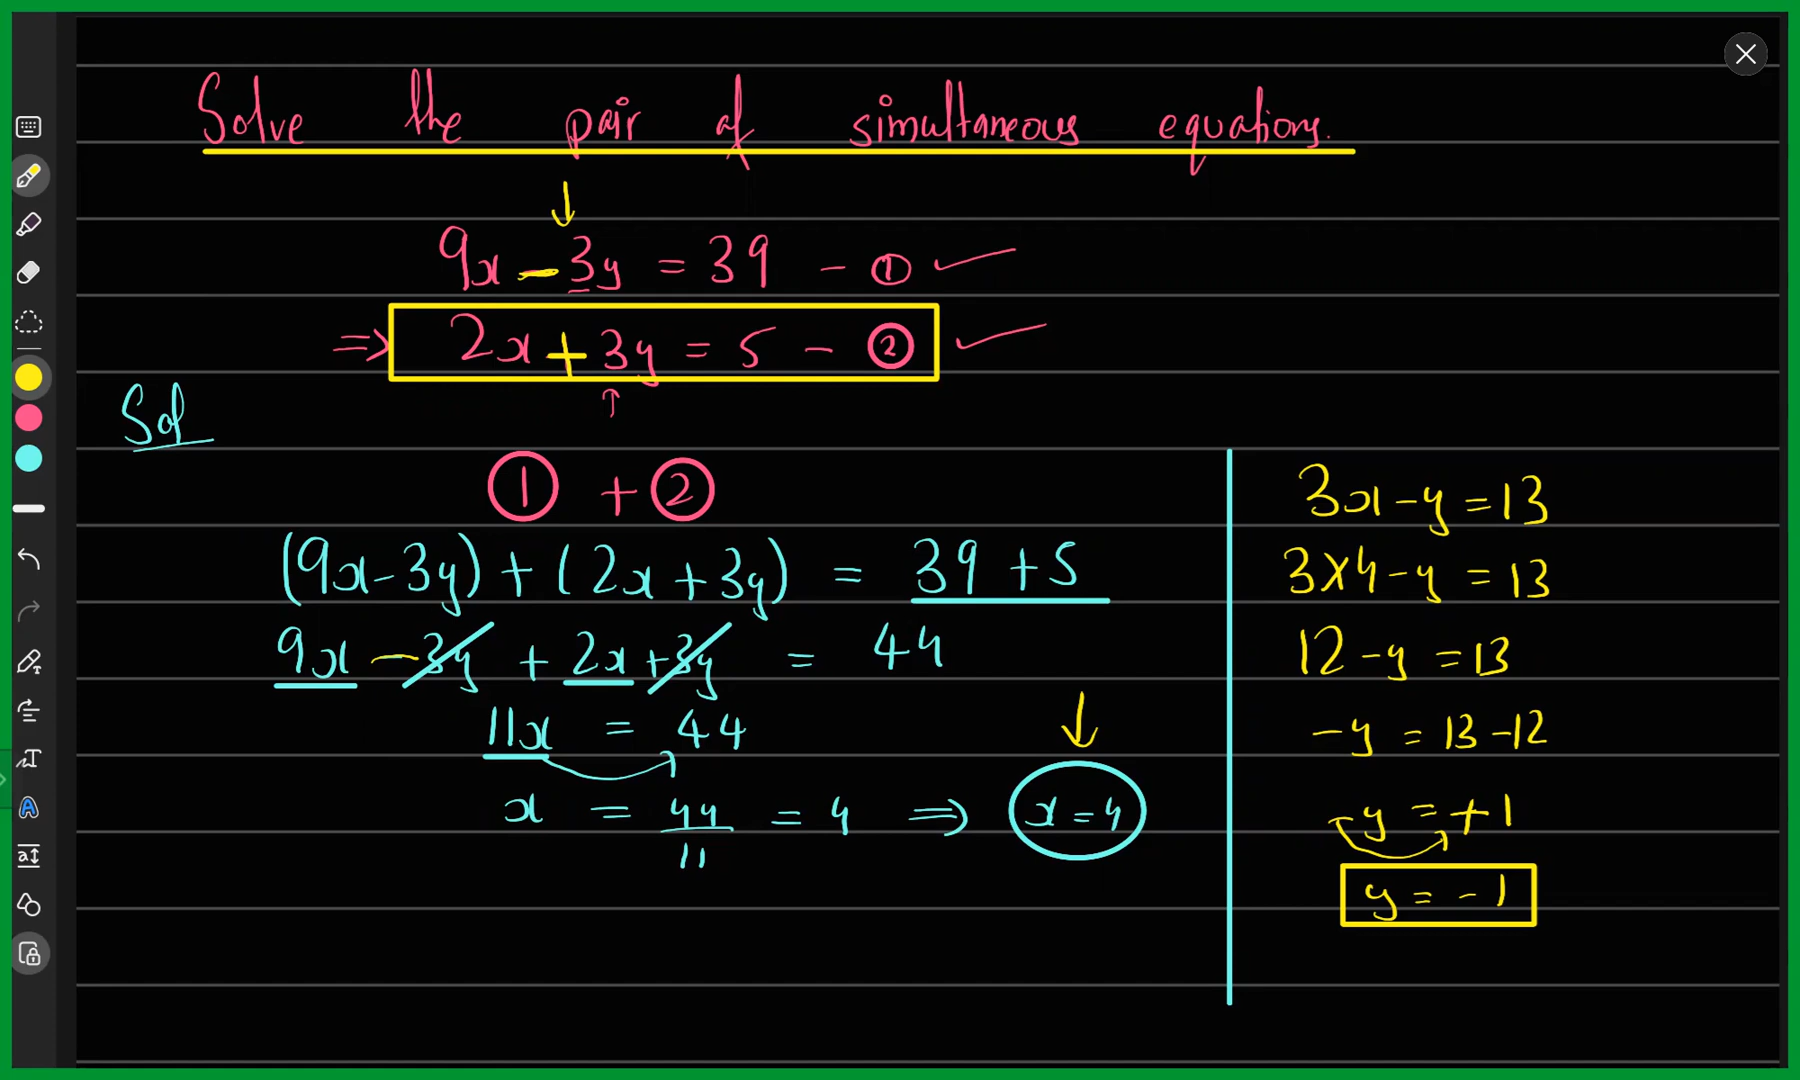 Solve the pair of simultaneous equations.
9x - 3y = 39 - ①
⇒ 2x + 3y = 5 - ②
Sol
① + ②
(9x - 3y) + (2x + 3y) = 39 + 5
9x - 3y + 2x + 3y = 44
11x = 44
x = 44/11 = 4 ⇒ x = 4
3x - y = 13
3×4 - y = 13
12 - y = 13
-y = 13 - 12
-y = +1
y = -1